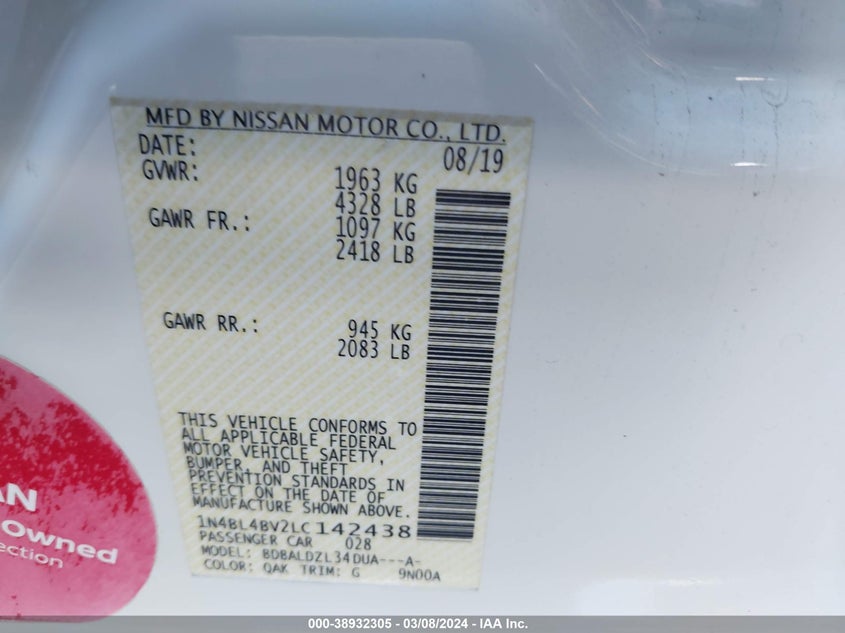 MFD BY NISSAN MOTOR CO., LTD.
DATE: 08/19
GVWR: 1963 KG
4328 LB
GAWR FR.: 1097 KG
2418 LB
GAWR RR.: 945 KG
2083 LB
THIS VEHICLE CONFORMS TO
ALL APPLICABLE FEDERAL
MOTOR VEHICLE SAFETY,
BUMPER, AND THEFT
PREVENTION STANDARDS IN
EFFECT ON THE DATE OF
MANUFACTURE SHOWN ABOVE.
1N4BL4BV2LC142438
PASSENGER CAR 028
MODEL: BDBALDZL34DUA---A-
COLOR: QAK TRIM: G 9N00A
AN
Owned
ection
000-38932305 - 03/08/2024 - IAA Inc.